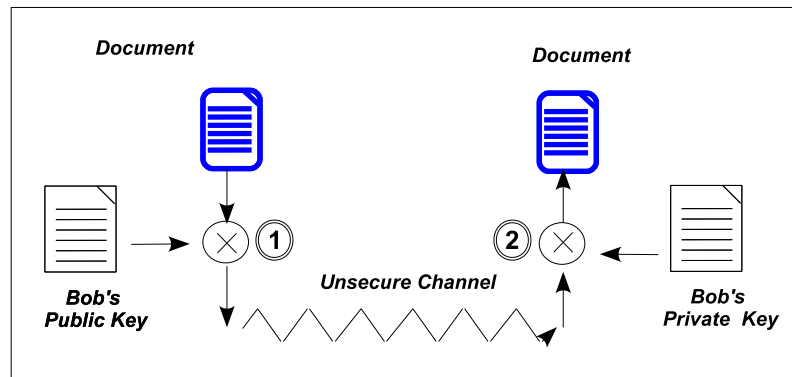 Document
Document
1
2
Unsecure Channel
Bob's
Public Key
Bob's
Private Key